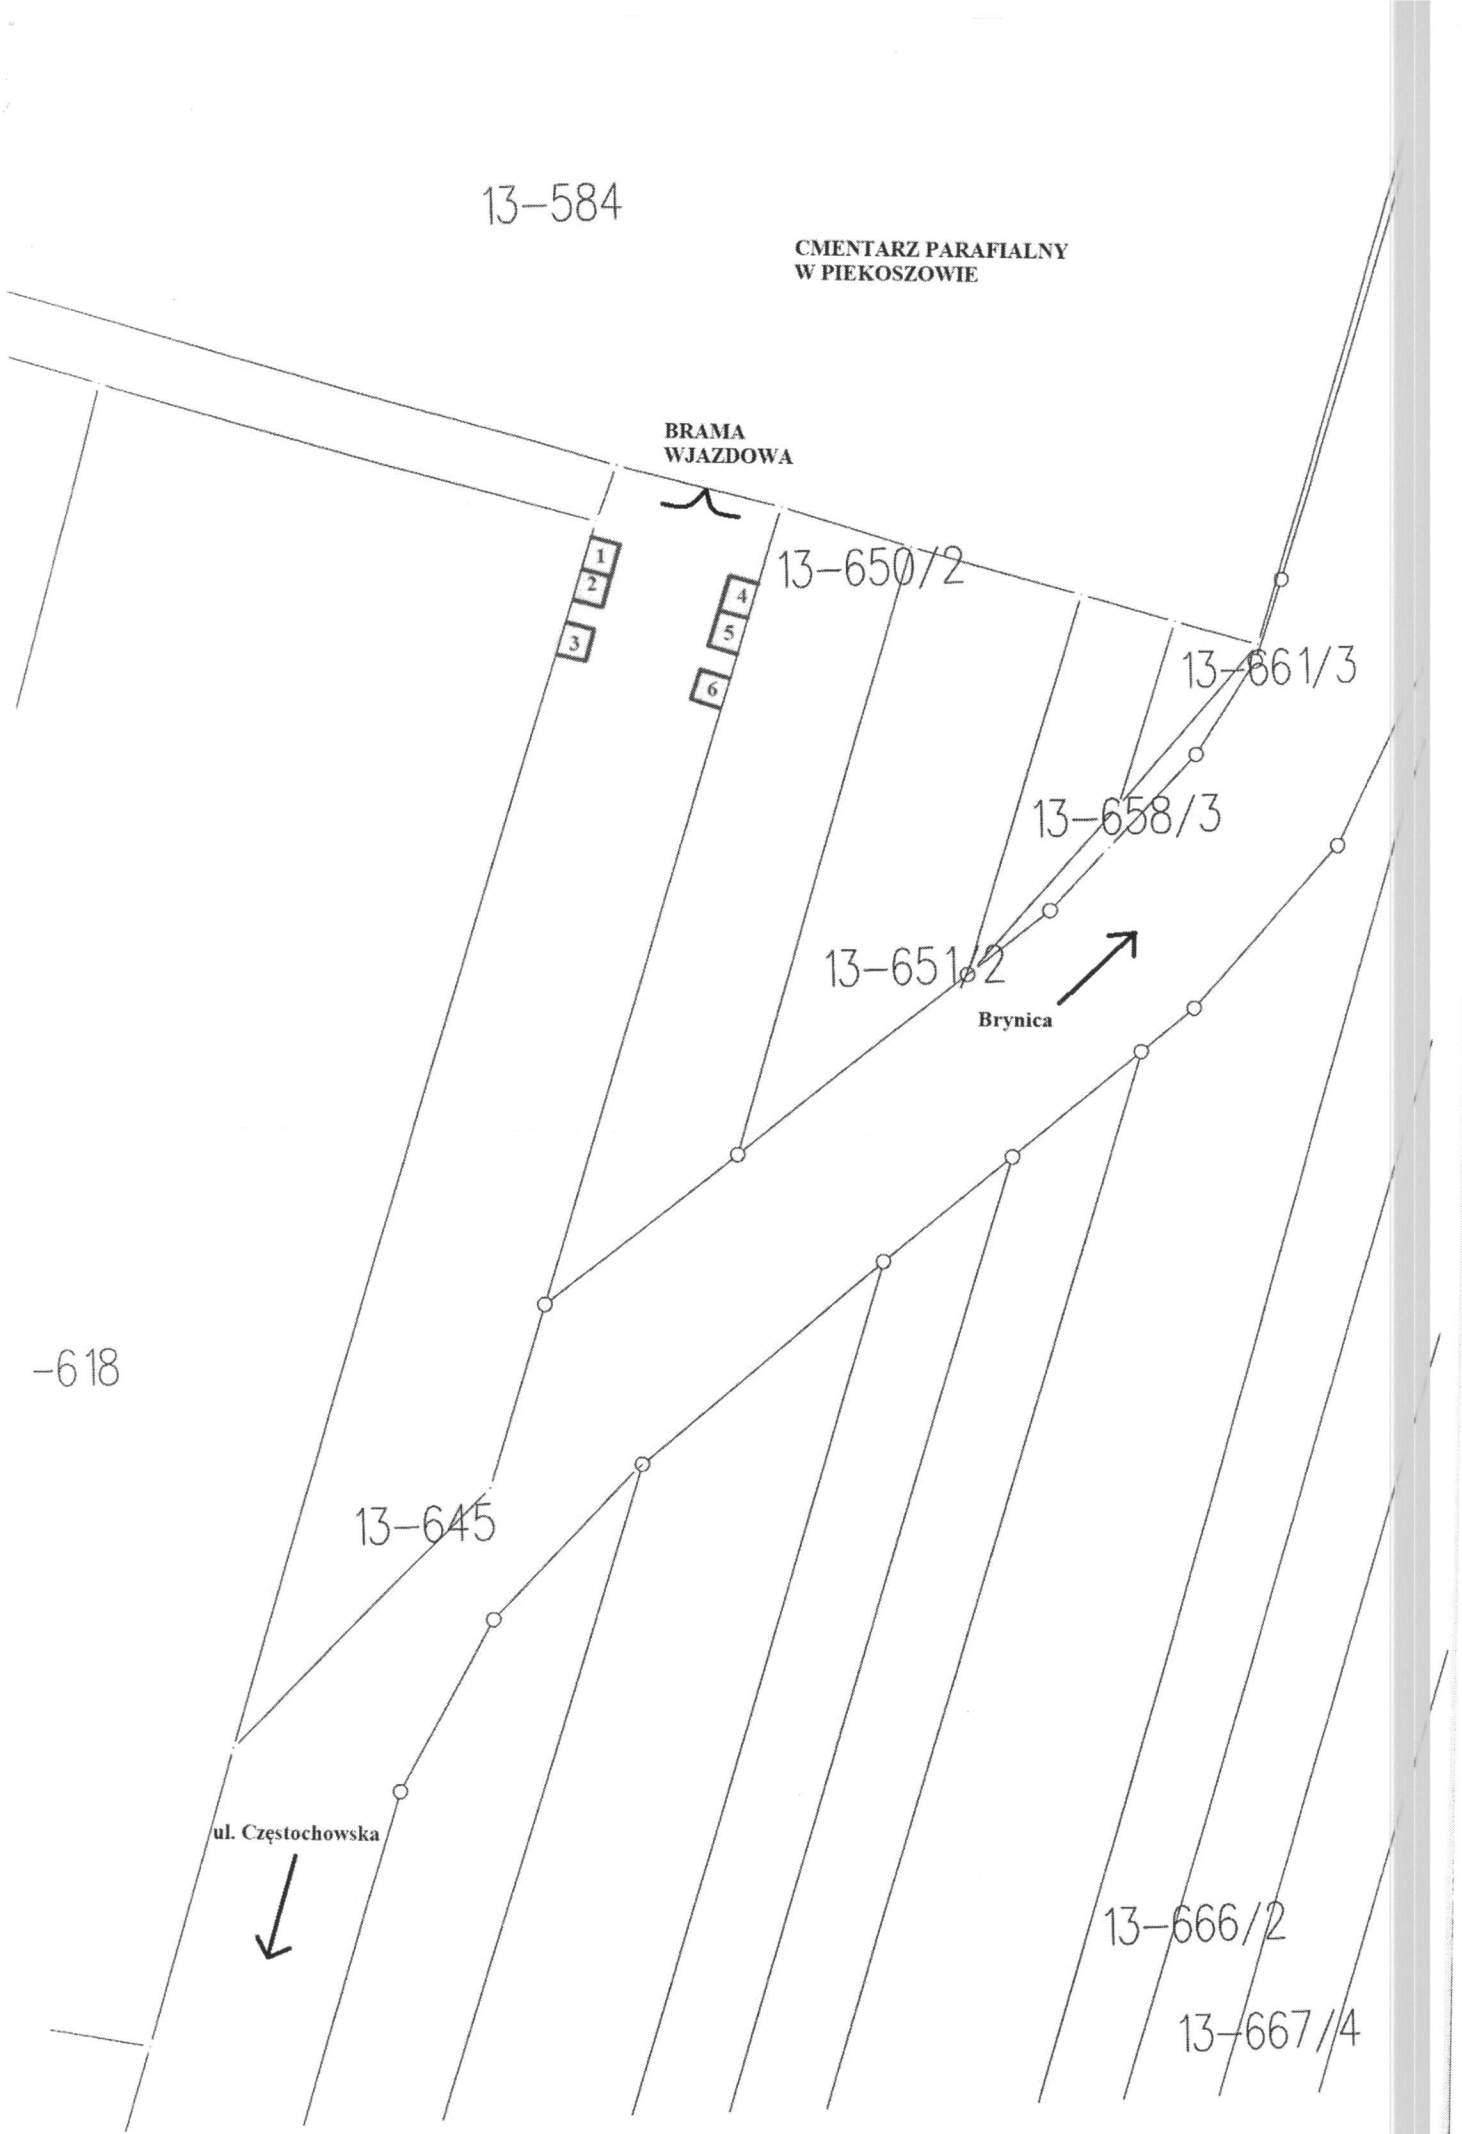 13-584
CMENTARZ PARAFIALNY
W PIEKOSZOWIE
BRAMA
WJAZDOWA
1
2
3
4
5
6
13-650/2
13-661/3
13-658/3
13-651/2
Brynica
-618
13-645
ul. Częstochowska
13-666/2
13-667/4